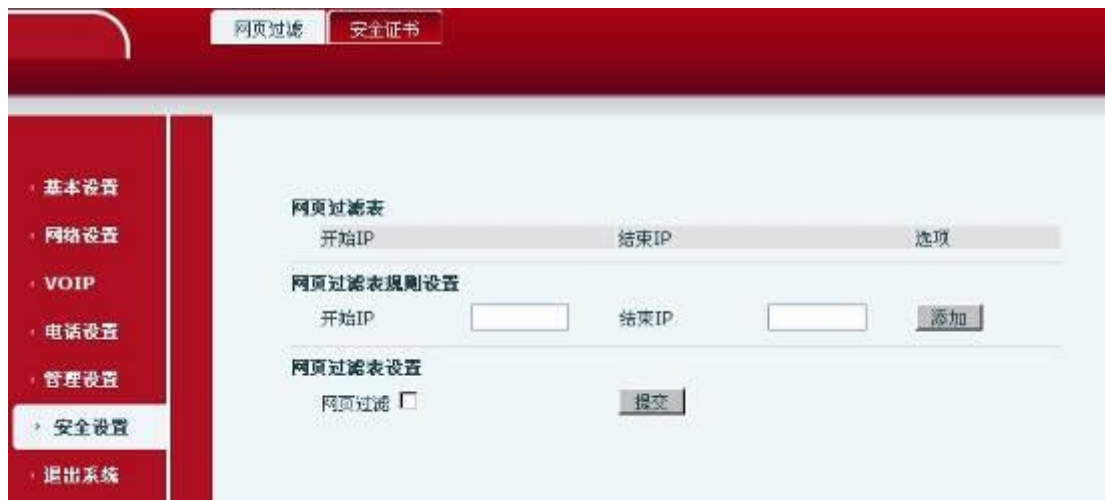 网页过滤 安全证书
基本设置
网络设置
VOIP
电话设置
管理设置
安全设置
退出系统
网页过滤表
开始IP 结束IP 选项
网页过滤表规则设置
开始IP 结束IP 添加
网页过滤表设置
网页过滤 提交